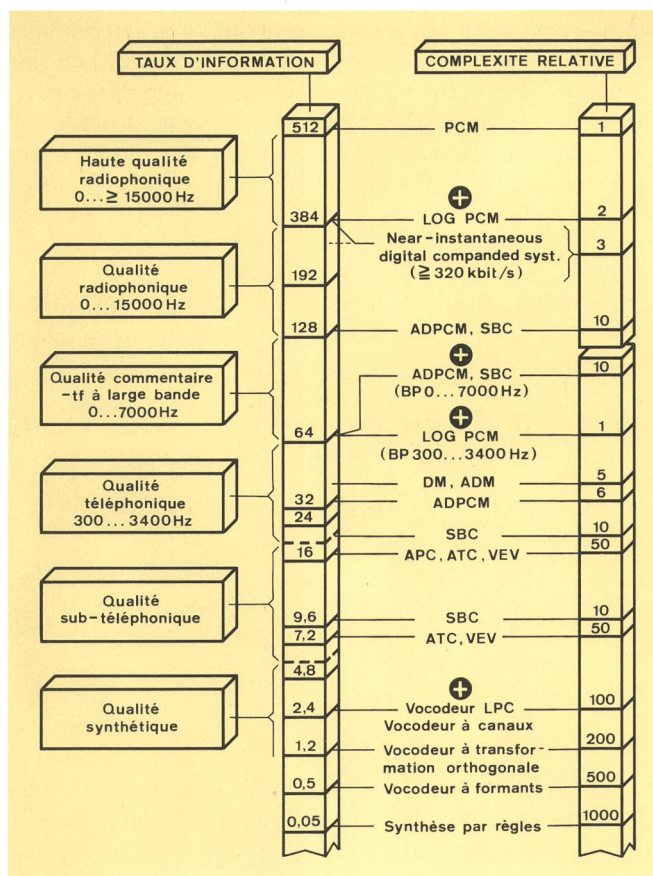 TAUX D'INFORMATION
COMPLEXITE RELATIVE
512 PCM 1
Haute qualité
radiophonique
0...≧ 15000 Hz
384 LOG PCM 2
Near-instantaneous
digital companded syst.
(≧ 320 kbit/s)
3
Qualité
radiophonique
0...15000 Hz
192
128 ADPCM, SBC 10
ADPCM, SBC 10
(BP 0...7000 Hz)
Qualité commentaire
-tf à large bande
0...7000Hz
64 LOG PCM 1
(BP 300...3400 Hz)
Qualité
téléphonique
300...3400 Hz
DM, ADM 5
32 ADPCM 6
24
SBC 10
16 APC, ATC, VEV 50
Qualité
sub-téléphonique
9,6 SBC 10
7,2 ATC, VEV 50
4,8
Qualité
synthétique
2,4 Vocodeur LPC 100
Vocodeur à canaux
1,2 Vocodeur à transfor- 200
mation orthogonale
0,5 Vocodeur à formants 500
0,05 Synthèse par règles 1000